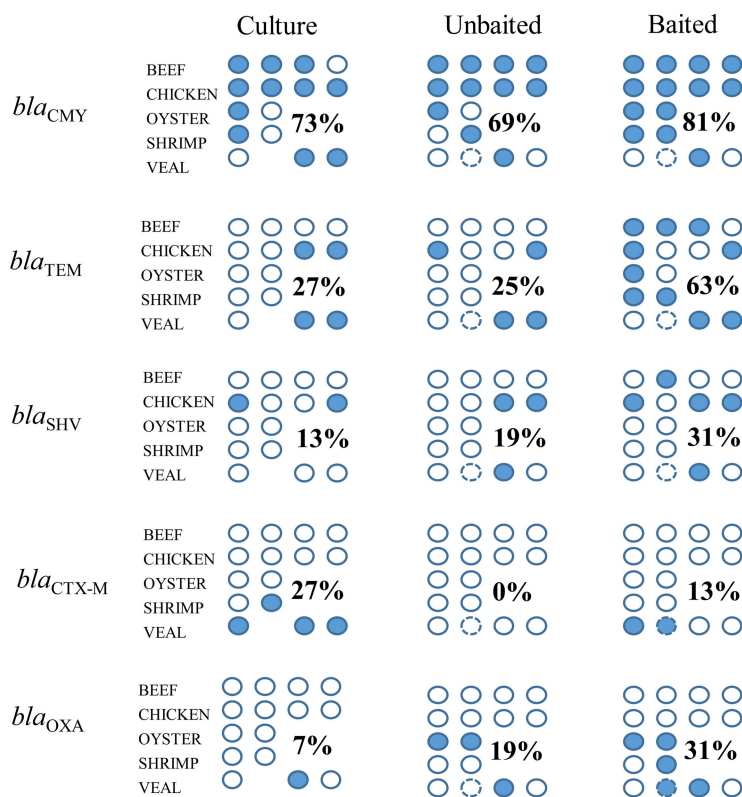 Culture Unbaited Baited
BEEF
CHICKEN
blaCMY
OYSTER
73% 69% 81%
SHRIMP
VEAL
BEEF
CHICKEN
blaTEM
OYSTER
27% 25% 63%
SHRIMP
VEAL
BEEF
CHICKEN
blaSHV
OYSTER
13% 19% 31%
SHRIMP
VEAL
BEEF
CHICKEN
blaCTX-M
OYSTER
27% 0% 13%
SHRIMP
VEAL
BEEF
CHICKEN
blaOXA
OYSTER
7% 19% 31%
SHRIMP
VEAL